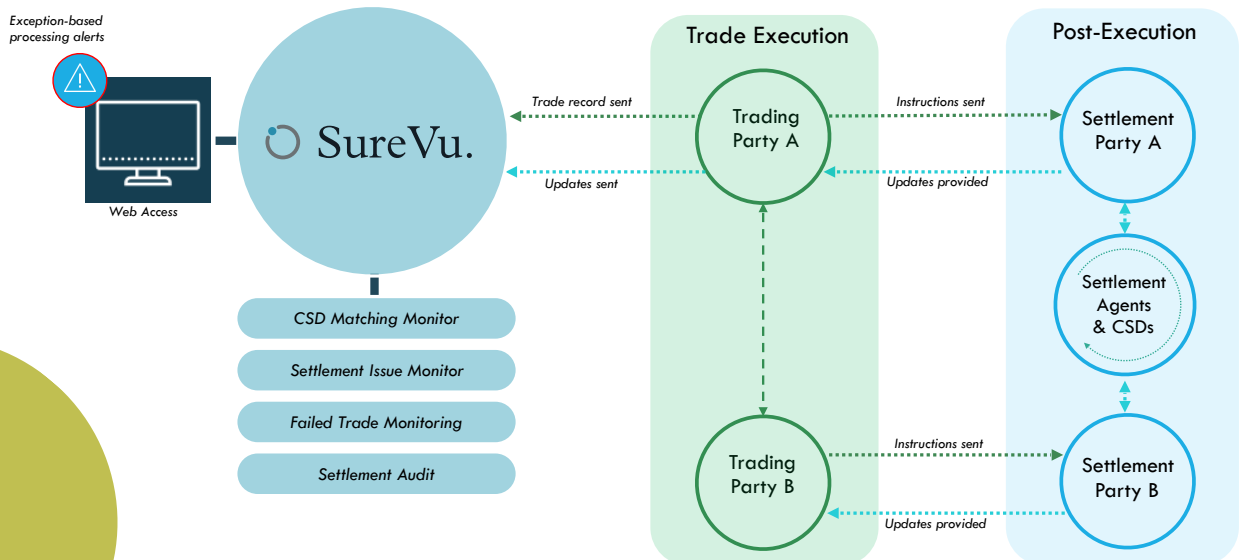 Exception-based
processing alerts
Web Access
SureVu.
CSD Matching Monitor
Settlement Issue Monitor
Failed Trade Monitoring
Settlement Audit
Trade Execution
Post-Execution
Trade record sent
Trading
Party A
Instructions sent
Settlement
Party A
Updates sent
Updates provided
Settlement
Agents
& CSDs
Trading
Party B
Instructions sent
Settlement
Party B
Updates provided